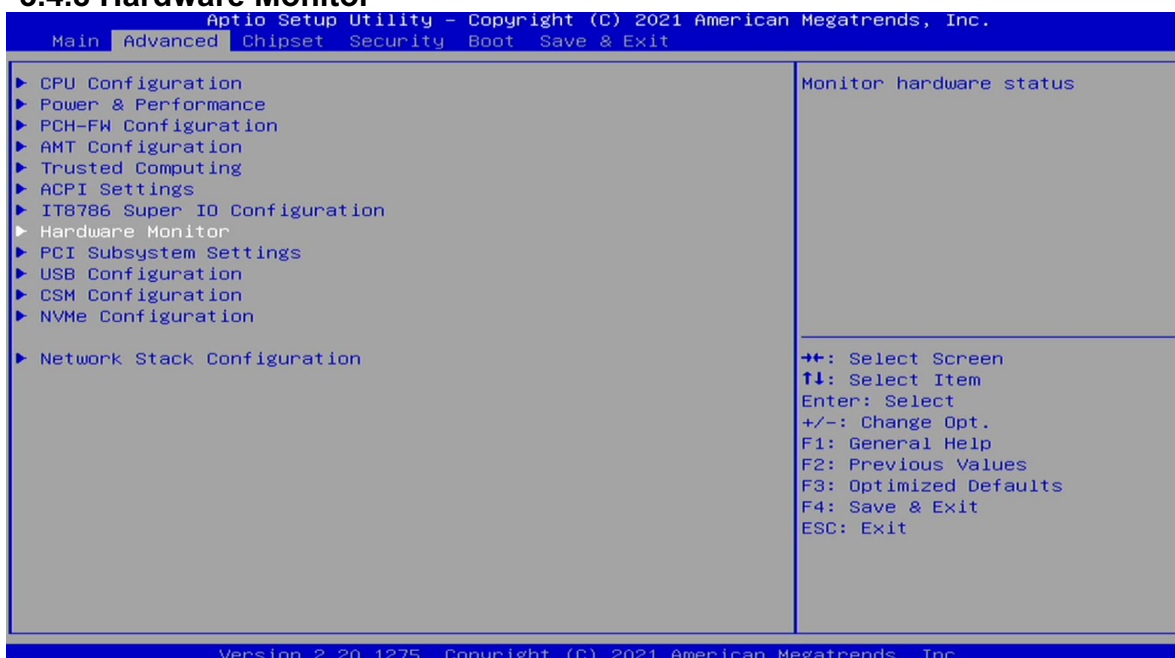 Hardware Monitor
Aptio Setup Utility – Copyright (C) 2021 American Megatrends, Inc.
Main Advanced Chipset Security Boot Save & Exit
► CPU Configuration
► Power & Performance
► PCH-FW Configuration
► AMT Configuration
► Trusted Computing
► ACPI Settings
► IT8786 Super IO Configuration
► Hardware Monitor
► PCI Subsystem Settings
► USB Configuration
► CSM Configuration
► NVMe Configuration
► Network Stack Configuration
Monitor hardware status
→←: Select Screen
↑↓: Select Item
Enter: Select
+/-: Change Opt.
F1: General Help
F2: Previous Values
F3: Optimized Defaults
F4: Save & Exit
ESC: Exit
Version 2.20.1275. Copyright (C) 2021 American Megatrends, Inc.